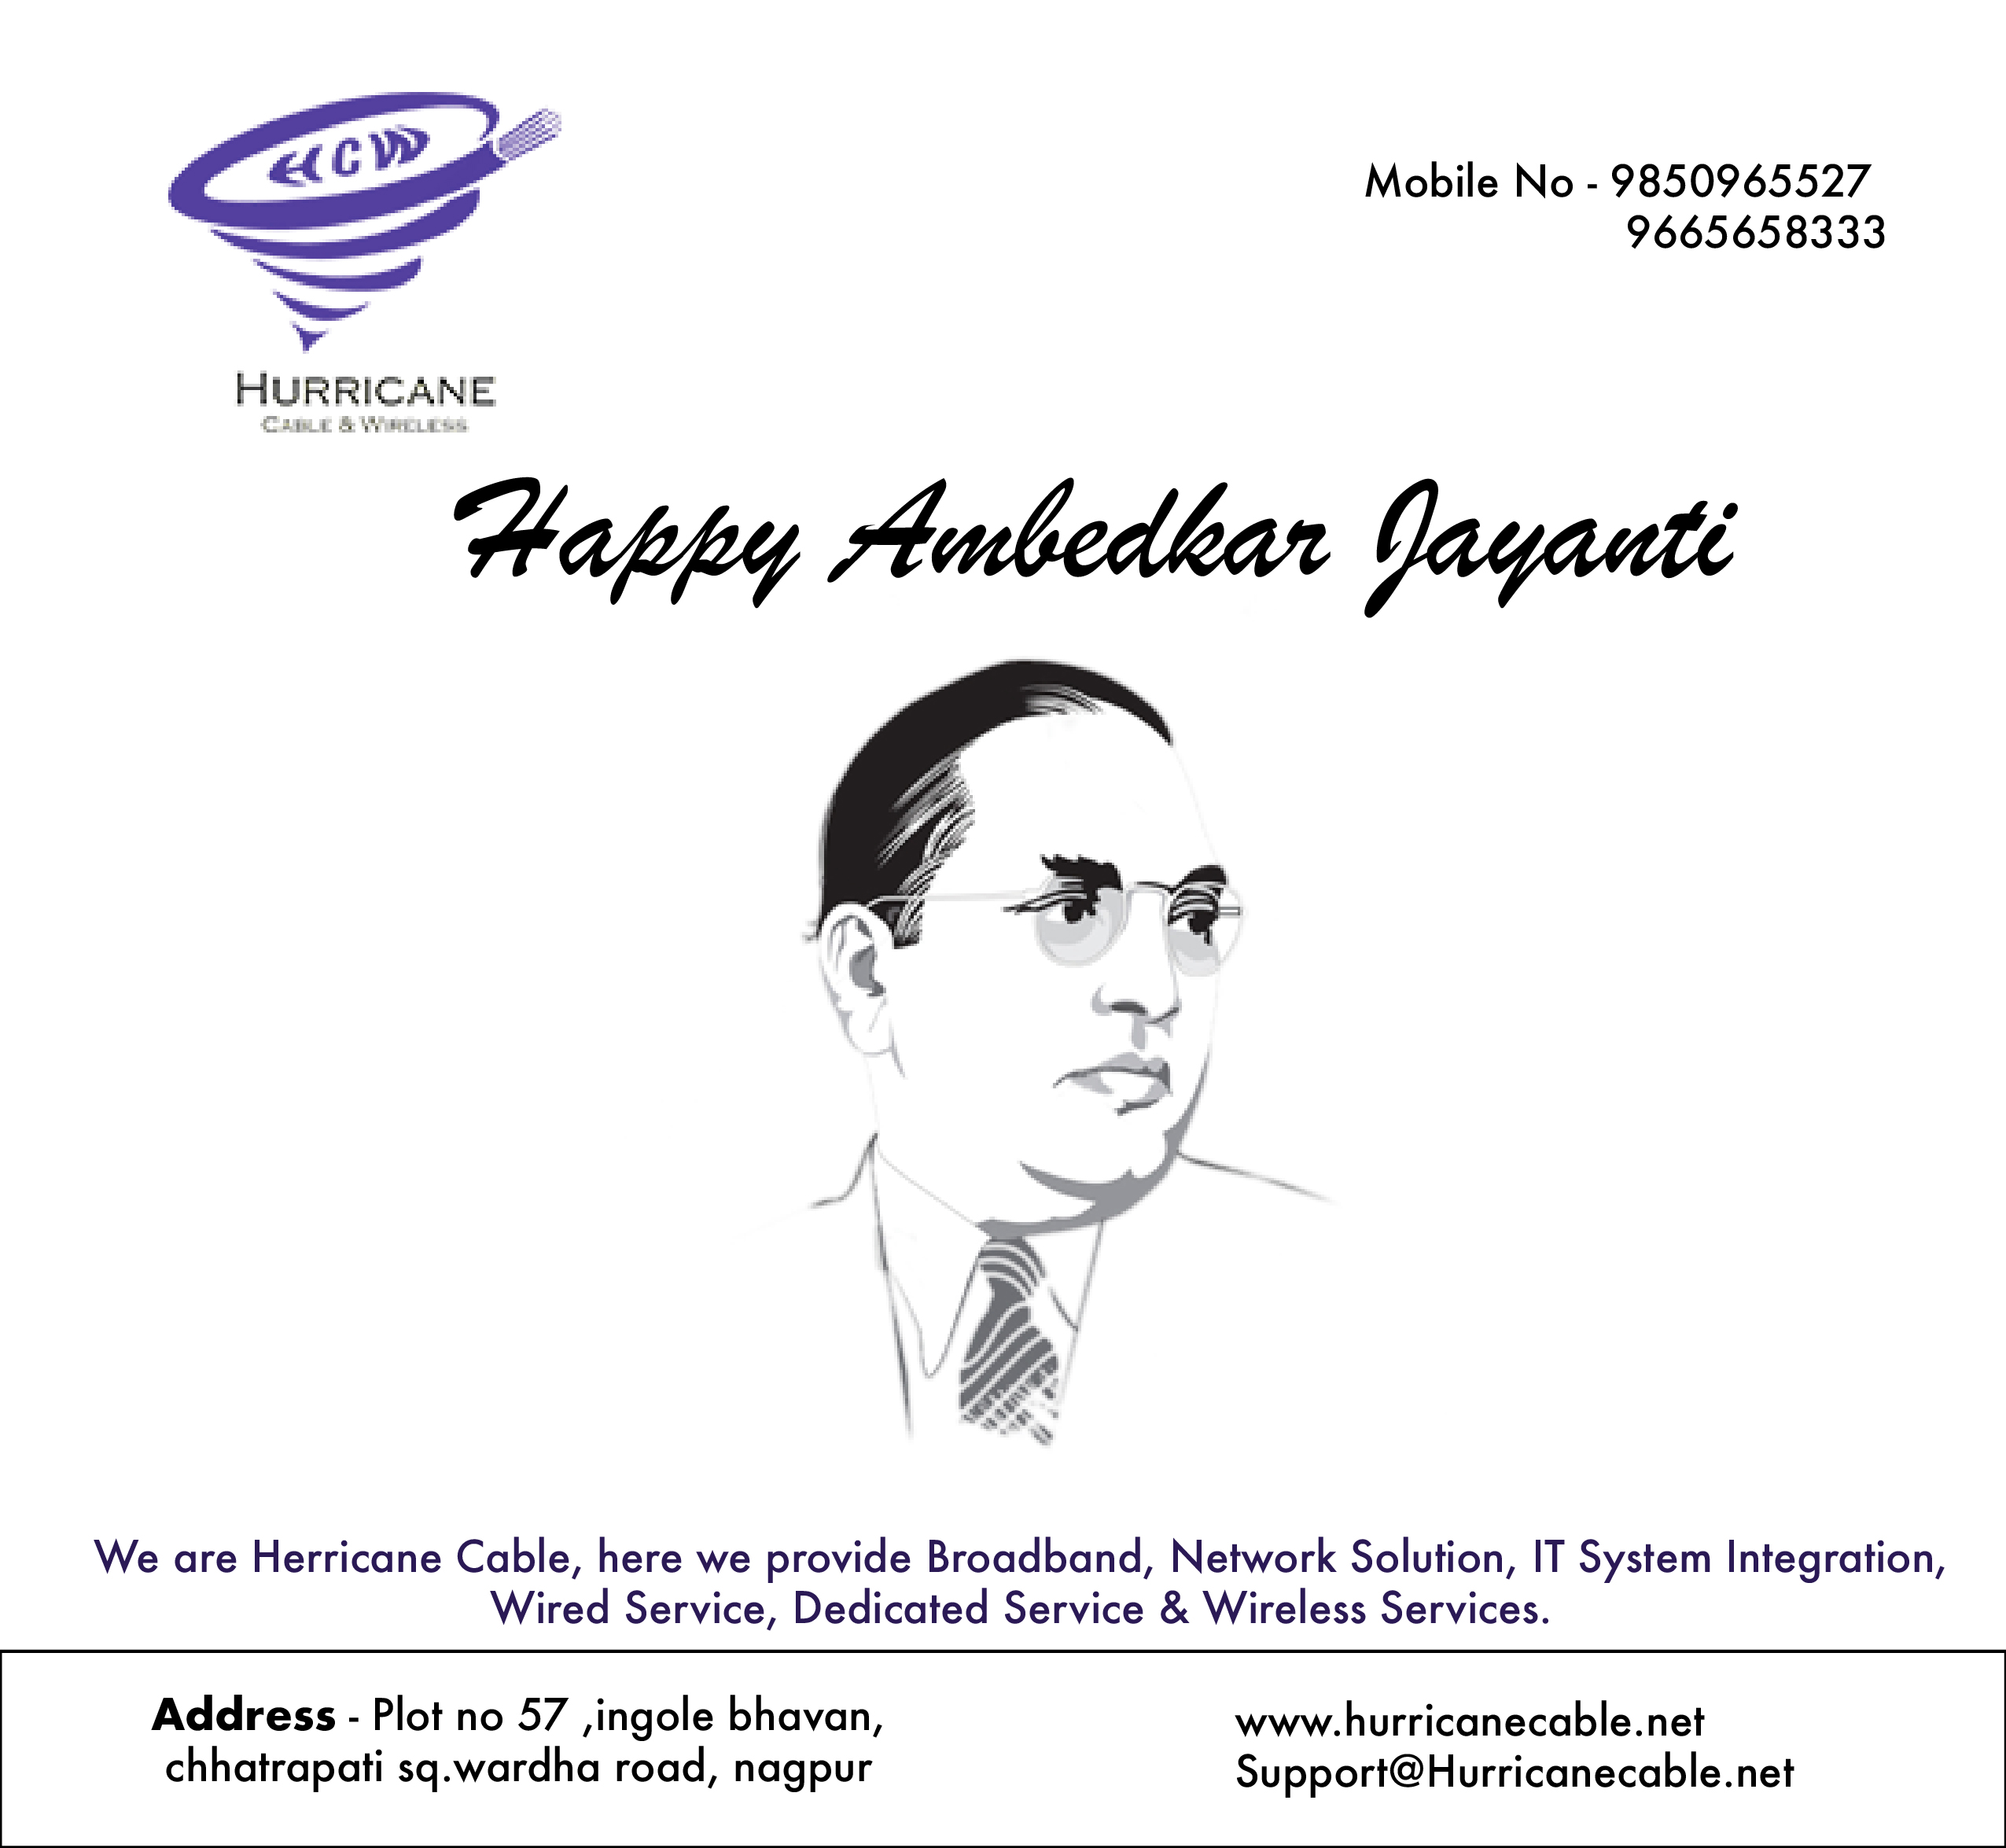 HCW
HURRICANE
CABLE & WIRELESS
Mobile No - 9850965527
9665658333
Happy Ambedkar Jayanti
We are Herricane Cable, here we provide Broadband, Network Solution, IT System Integration,
Wired Service, Dedicated Service & Wireless Services.
Address - Plot no 57 ,ingole bhavan,
chhatrapati sq.wardha road, nagpur
www.hurricanecable.net
Support@Hurricanecable.net